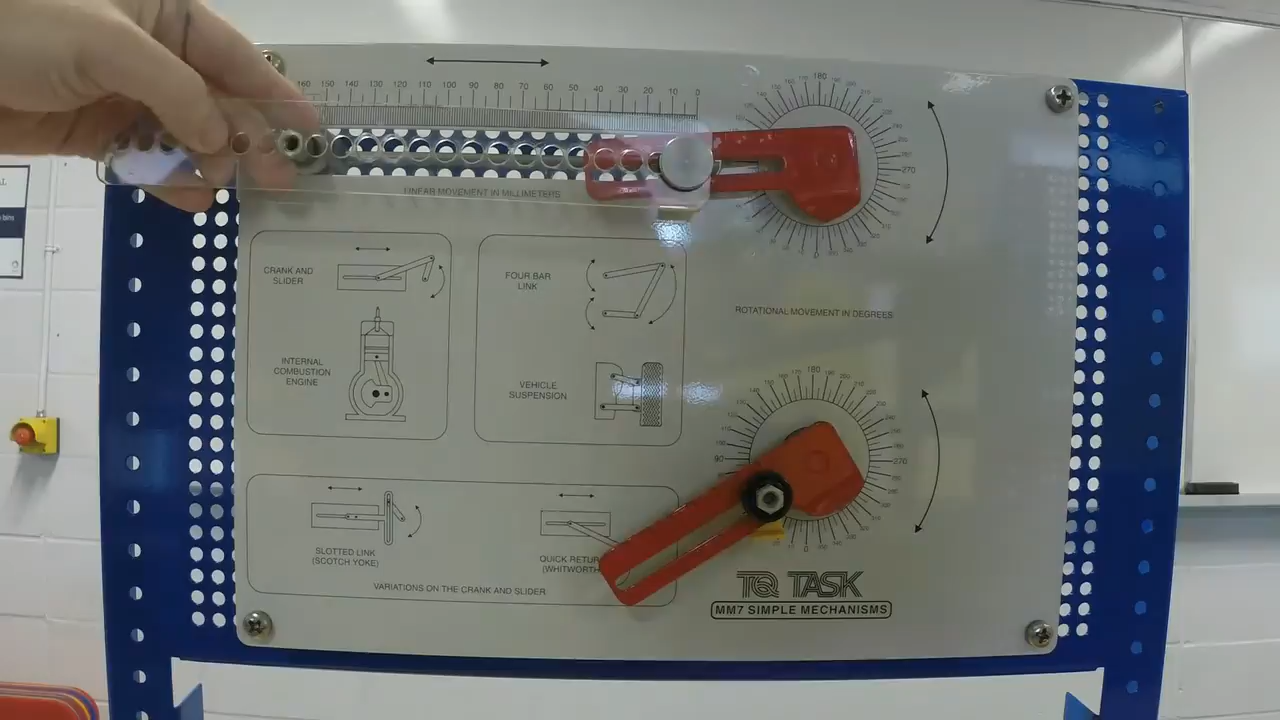 160 150 140 130 120 110 100 90 80 70 60 50 40 30 20 10 0
180
270
0
LINEAR MOVEMENT IN MILLIMETERS
CRANK AND
SLIDER
FOUR BAR
LINK
ROTATIONAL MOVEMENT IN DEGREES
INTERNAL
COMBUSTION
ENGINE
VEHICLE
SUSPENSION
180
90
270
0
SLOTTED LINK
(SCOTCH YOKE)
QUICK RETUR
(WHITWORTH
VARIATIONS ON THE CRANK AND SLIDER
TQ TASK
MM7 SIMPLE MECHANISMS